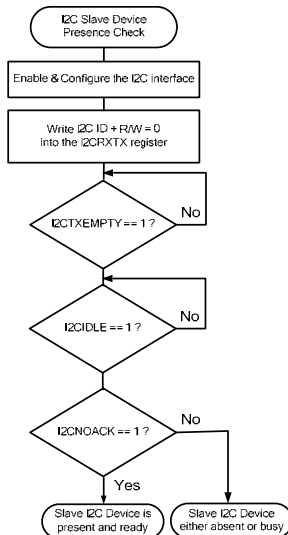 I2C Slave Device
Presence Check
Enable & Configure the I2C interface
Write I2C ID + R/W = 0
into the I2CRXTX register
I2CTXEMPTY == 1 ?
No
I2CIDLE == 1 ?
No
I2CNOACK == 1 ?
No
Yes
Slave I2C Device is
present and ready
Slave I2C Device
either absent or busy